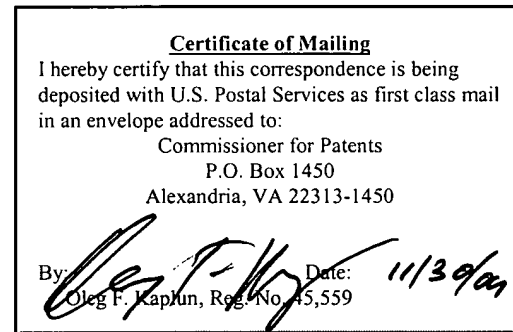 Certificate of Mailing
I hereby certify that this correspondence is being
deposited with U.S. Postal Services as first class mail
in an envelope addressed to:
Commissioner for Patents
P.O. Box 1450
Alexandria, VA 22313-1450
By: Date:
Oleg F. Kaplun, Reg. No. 45,559